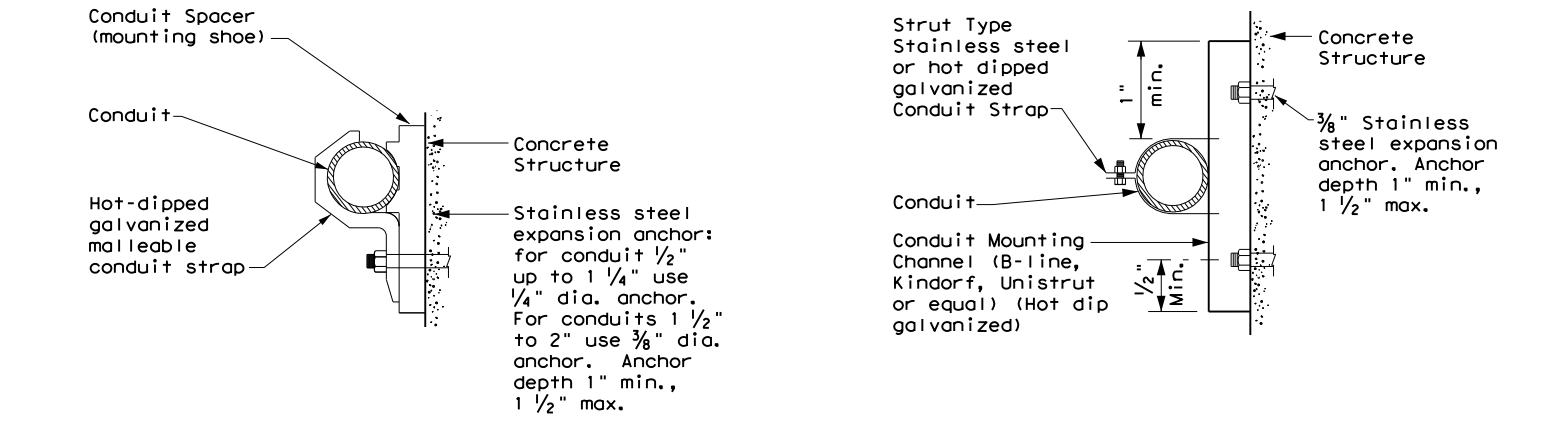 Conduit Spacer
(mounting shoe)
Conduit
Hot-dipped
galvanized
malleable
conduit strap
Concrete
Structure
Stainless steel
expansion anchor:
for conduit 1/2"
up to 1 1/4" use
1/4" dia. anchor.
For conduits 1 1/2"
to 2" use 3/8" dia.
anchor. Anchor
depth 1" min.,
1 1/2" max.
Strut Type
Stainless steel
or hot dipped
galvanized
Conduit Strap
1"
min.
Concrete
Structure
3/8" Stainless
steel expansion
anchor. Anchor
depth 1" min.,
1 1/2" max.
Conduit
Conduit Mounting
Channel (B-line,
Kindorf, Unistrut
or equal) (Hot dip
galvanized)
1/2"
Min.